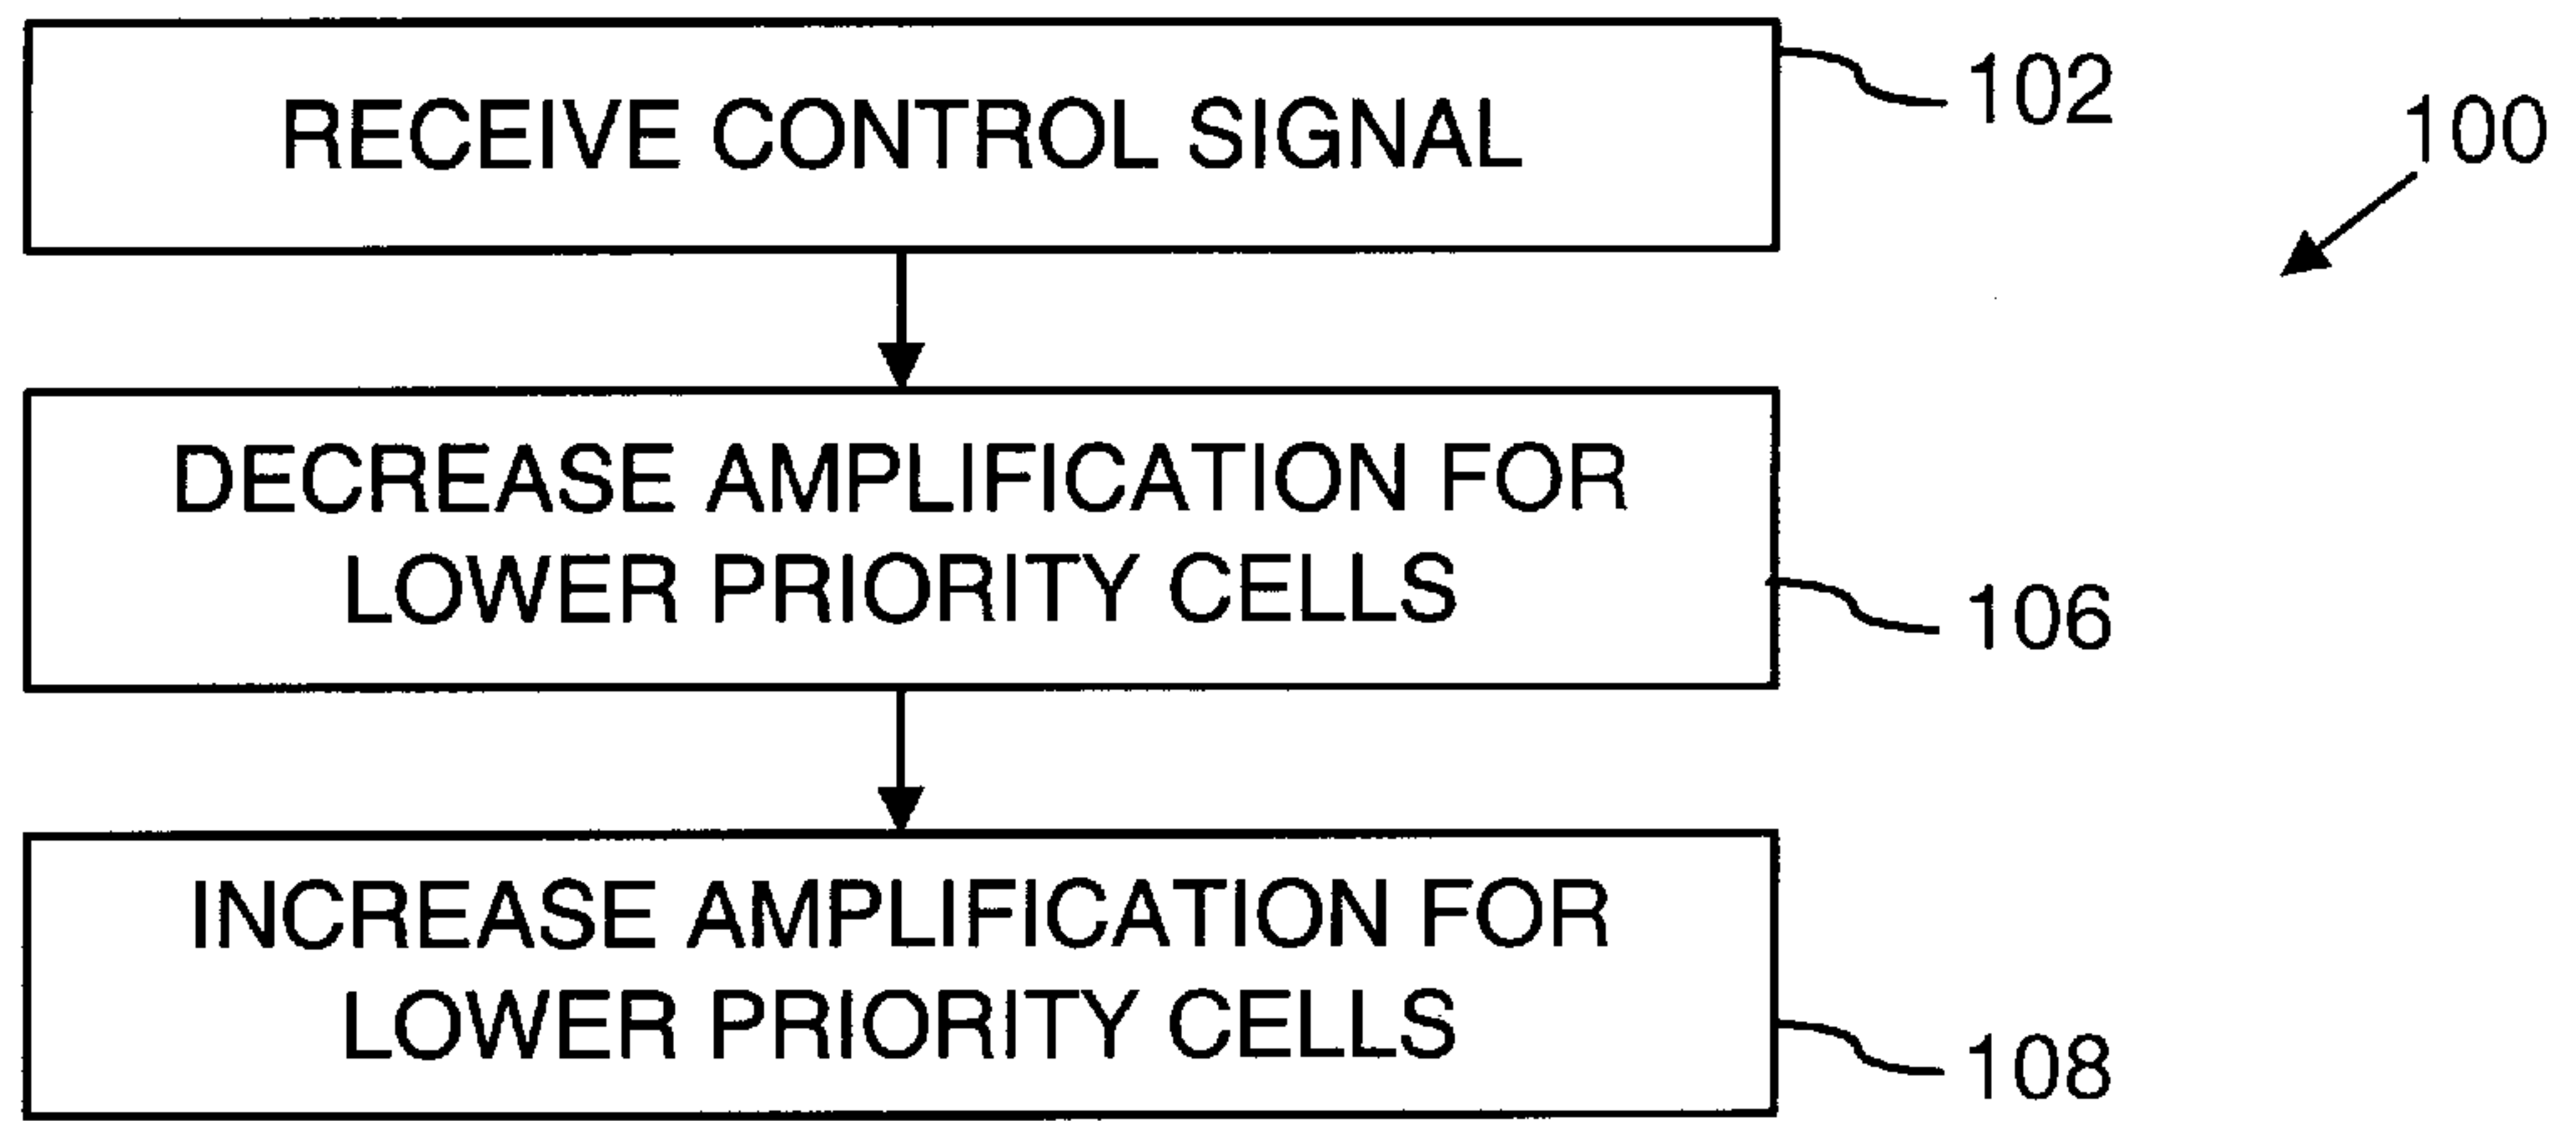 RECEIVE CONTROL SIGNAL
102
100
DECREASE AMPLIFICATION FOR
LOWER PRIORITY CELLS
106
INCREASE AMPLIFICATION FOR
LOWER PRIORITY CELLS
108